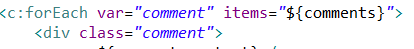 <c:forEach var="comment" items="${comments}">
<div class="comment">